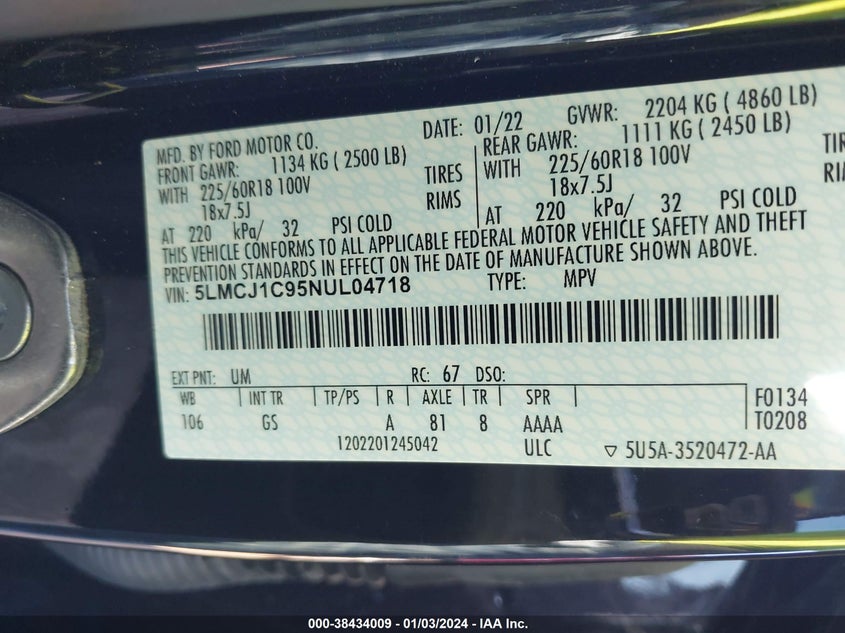 MFD. BY FORD MOTOR CO. DATE: 01/22 GVWR: 2204 KG ( 4860 LB)
FRONT GAWR: 1134 KG ( 2500 LB) REAR GAWR: 1111 KG ( 2450 LB)
WITH 225/60R18 100V TIRES WITH 225/60R18 100V TIR
18x7.5J RIMS 18x7.5J RIM
AT 220 kPa/ 32 PSI COLD AT 220 kPa/ 32 PSI COLD
THIS VEHICLE CONFORMS TO ALL APPLICABLE FEDERAL MOTOR VEHICLE SAFETY AND THEFT
PREVENTION STANDARDS IN EFFECT ON THE DATE OF MANUFACTURE SHOWN ABOVE.
VIN: 5LMCJ1C95NUL04718 TYPE: MPV
EXT PNT: UM RC: 67 DSO:
WB INT TR TP/PS R AXLE TR SPR F0134
106 GS A 81 8 AAAA T0208
1202201245042 ULC ▽ 5U5A-3520472-AA
000-38434009 - 01/03/2024 - IAA Inc.